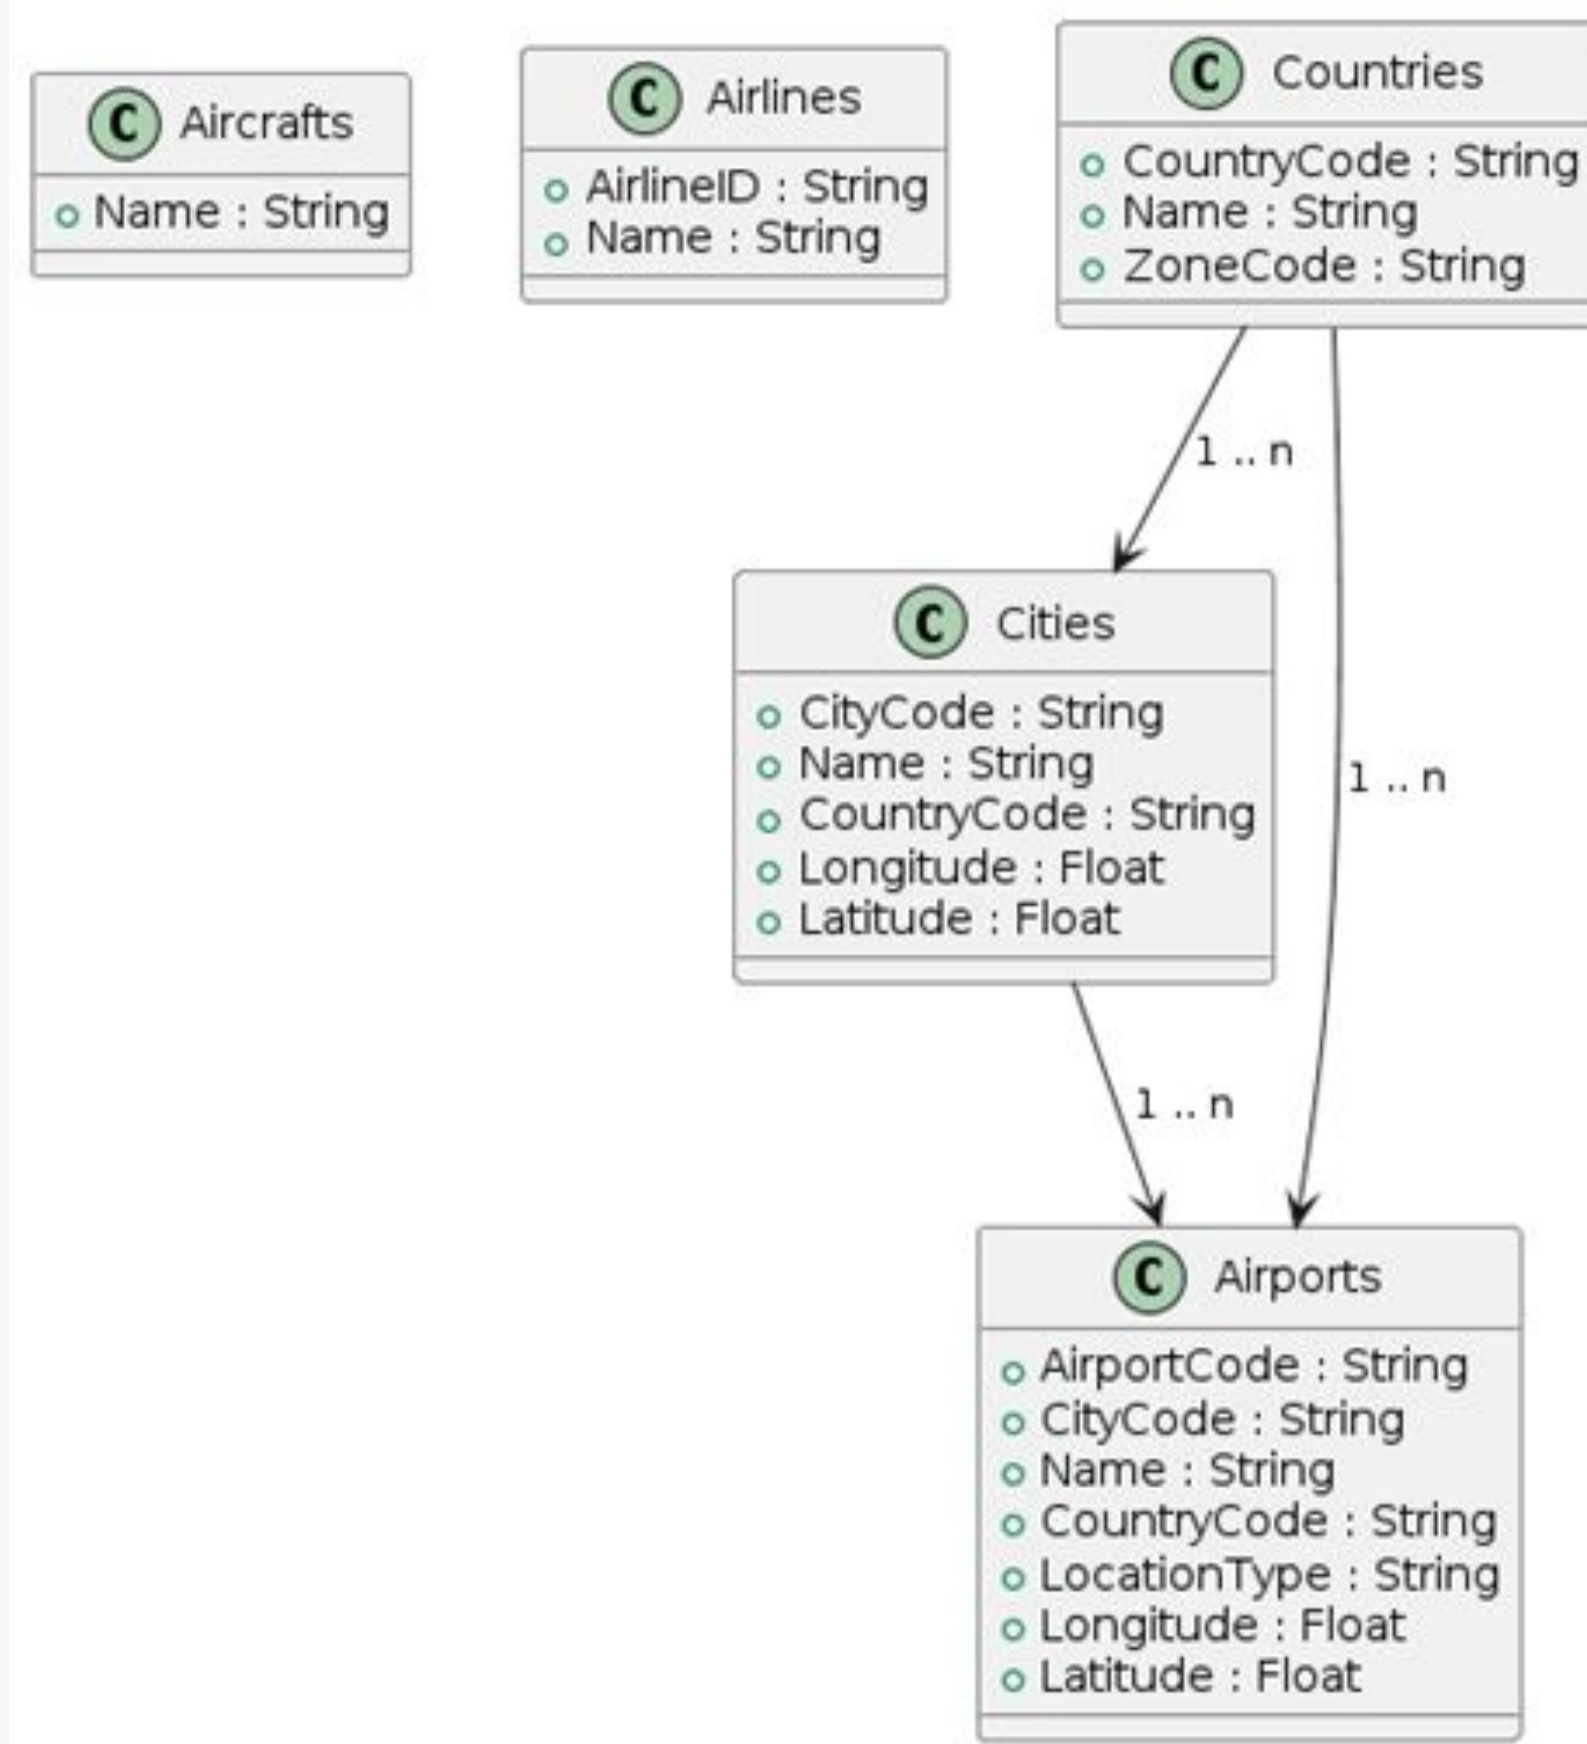 C Aircrafts
Name : String
C Airlines
AirlineID : String
Name : String
C Countries
CountryCode : String
Name : String
ZoneCode : String
1 .. n
C Cities
CityCode : String
Name : String
CountryCode : String
Longitude : Float
Latitude : Float
1 .. n
1 .. n
C Airports
AirportCode : String
CityCode : String
Name : String
CountryCode : String
LocationType : String
Longitude : Float
Latitude : Float